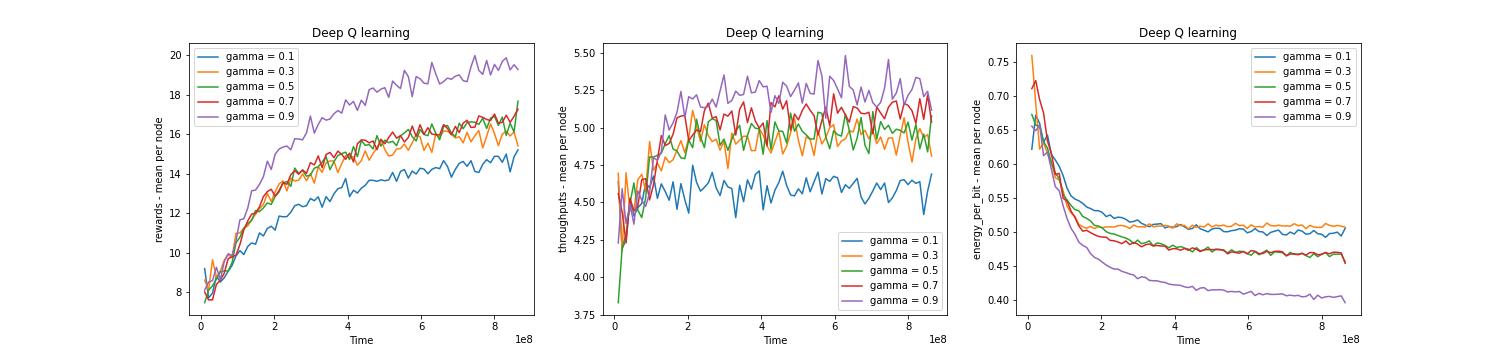 Deep Q learning
rewards - mean per node
20
18
16
14
12
10
8
gamma = 0.1
gamma = 0.3
gamma = 0.5
gamma = 0.7
gamma = 0.9
0 2 4 6 8
1e8
Time
Deep Q learning
throughputs - mean per node
5.50
5.25
5.00
4.75
4.50
4.25
4.00
3.75
gamma = 0.1
gamma = 0.3
gamma = 0.5
gamma = 0.7
gamma = 0.9
0 2 4 6 8
1e8
Time
Deep Q learning
energy_per_bit - mean per node
0.75
0.70
0.65
0.60
0.55
0.50
0.45
0.40
gamma = 0.1
gamma = 0.3
gamma = 0.5
gamma = 0.7
gamma = 0.9
0 2 4 6 8
1e8
Time